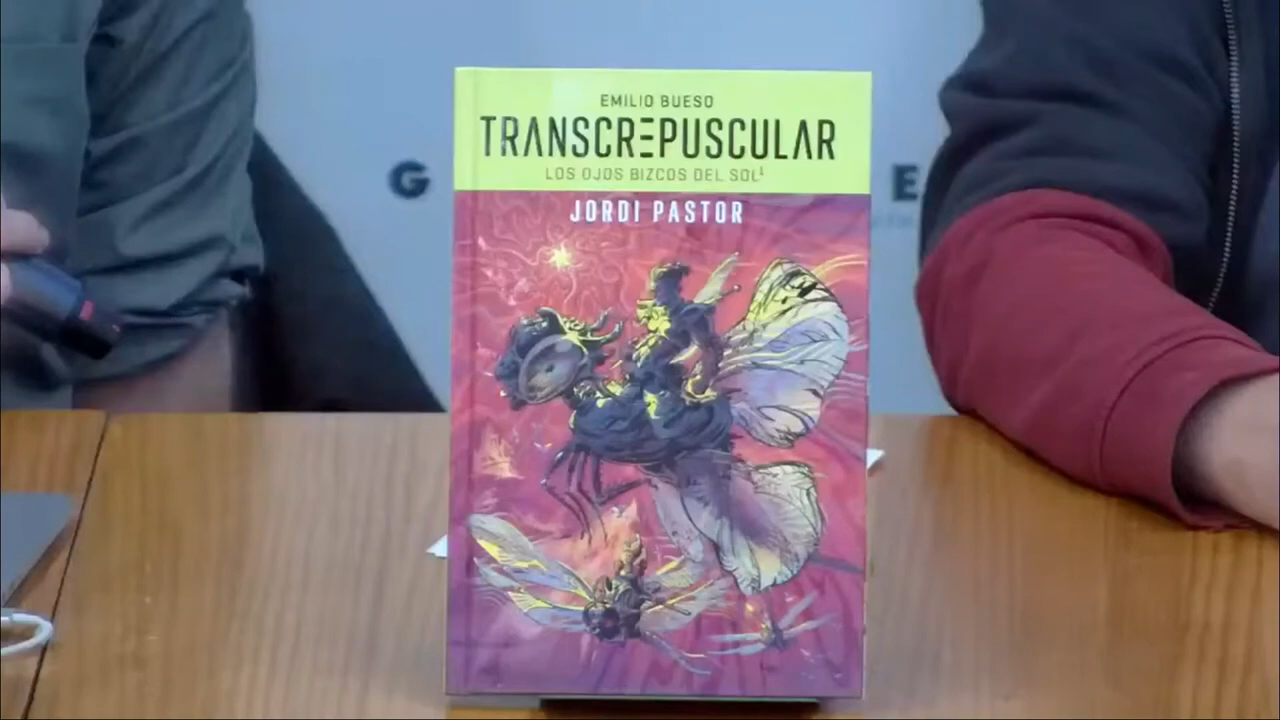 EMILIO BUESO
TRANSCREPUSCULAR
LOS OJOS BIZCOS DEL SOL¹
JORDI PASTOR
G
E